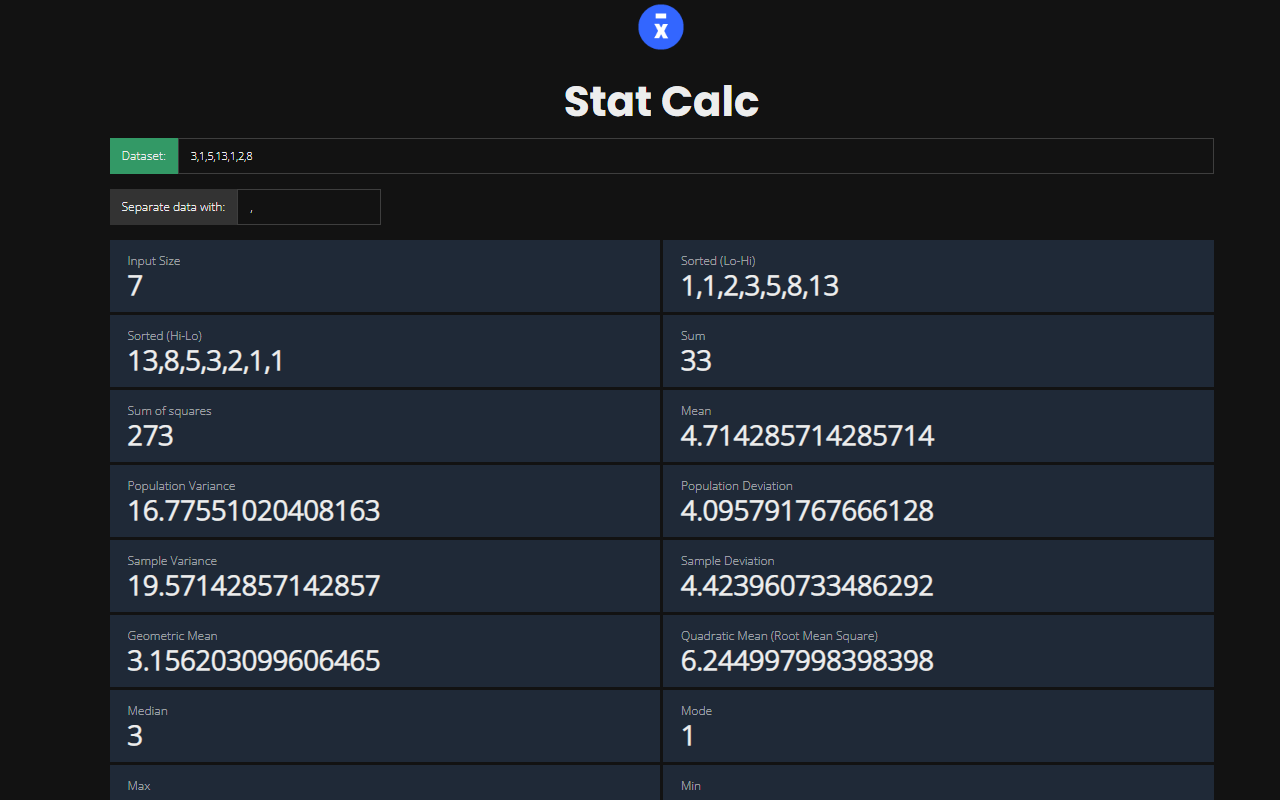 x̄
Stat Calc
Dataset: 3,1,5,13,1,2,8
Separate data with: ,
Input Size
7
Sorted (Lo-Hi)
1,1,2,3,5,8,13
Sorted (Hi-Lo)
13,8,5,3,2,1,1
Sum
33
Sum of squares
273
Mean
4.714285714285714
Population Variance
16.77551020408163
Population Deviation
4.095791767666128
Sample Variance
19.57142857142857
Sample Deviation
4.423960733486292
Geometric Mean
3.156203099606465
Quadratic Mean (Root Mean Square)
6.244997998398398
Median
3
Mode
1
Max
Min